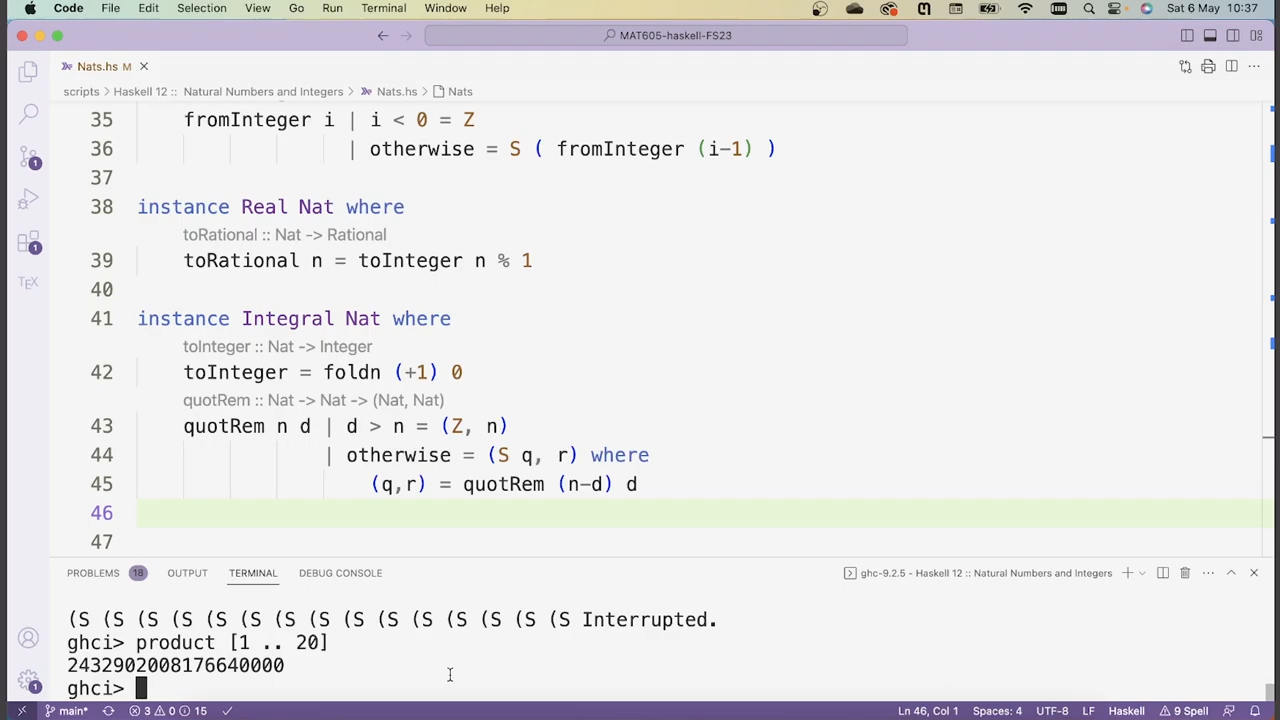 Code File Edit Selection View Go Run Terminal Window Help Sat 6 May 10:37
MAT605-haskell-FS23
Nats.hs M
scripts > Haskell 12 :: Natural Numbers and Integers > Nats.hs > Nats
35 fromInteger i | i < 0 = Z
36 | otherwise = S ( fromInteger (i-1) )
37
38 instance Real Nat where
toRational :: Nat -> Rational
39 toRational n = toInteger n % 1
40
41 instance Integral Nat where
toInteger :: Nat -> Integer
42 toInteger = foldn (+1) 0
quotRem :: Nat -> Nat -> (Nat, Nat)
43 quotRem n d | d > n = (Z, n)
44 | otherwise = (S q, r) where
45 (q,r) = quotRem (n-d) d
46
47
PROBLEMS 18 OUTPUT TERMINAL DEBUG CONSOLE ghc-9.2.5 - Haskell 12 :: Natural Numbers and Integers
(S (S (S (S (S (S (S (S (S (S (S (S (S (S (S Interrupted.
ghci> product [1 .. 20]
2432902008176640000
ghci>
main* 3 0 15 Ln 46, Col 1 Spaces: 4 UTF-8 LF Haskell 9 Spell
TEX
1
1
1